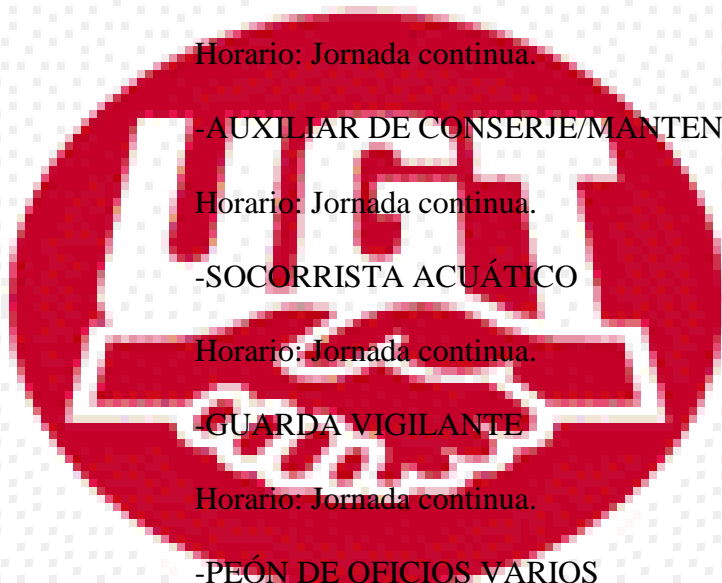 Horario: Jornada continua.
-AUXILIAR DE CONSERJE/MANTEN
Horario: Jornada continua.
UGT
-SOCORRISTA ACUÁTICO
Horario: Jornada continua.
-GUARDA VIGILANTE
Horario: Jornada continua.
-PEÓN DE OFICIOS VARIOS